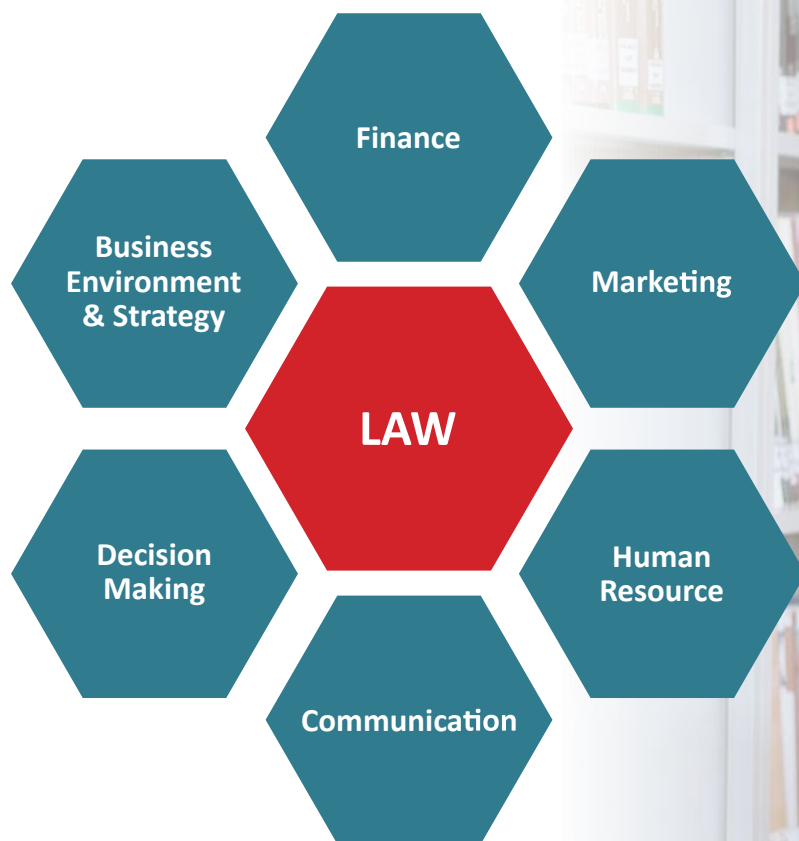 Finance
Business
Environment
& Strategy
Marketing
LAW
Decision
Making
Human
Resource
Communication